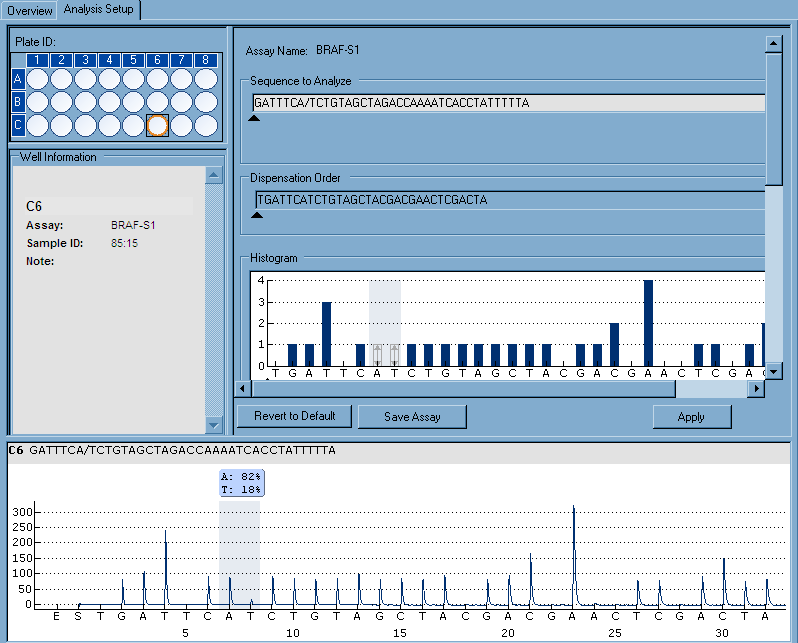 Overview Analysis Setup
Plate ID:
1 2 3 4 5 6 7 8
A
B
C
Well Information
C6
Assay: BRAF-S1
Sample ID: 85:15
Note:
Assay Name: BRAF-S1
Sequence to Analyze
GATTTCA/TCTGTAGCTAGACCAAAATCACCTATTTTTA
Dispensation Order
TGATTCATCTGTAGCTACGACGAACTCGACTA
Histogram
4
3
2
1
0
T G A T T C A T C T G T A G C T A C G A C G A A C T C G A C
Revert to Default Save Assay Apply
C6 GATTTCA/TCTGTAGCTAGACCAAAATCACCTATTTTTA
A: 82%
T: 18%
300
250
200
150
100
50
0
E S T G A T T C A T C T G T A G C T A C G A C G A A C T C G A C T A
5 10 15 20 25 30